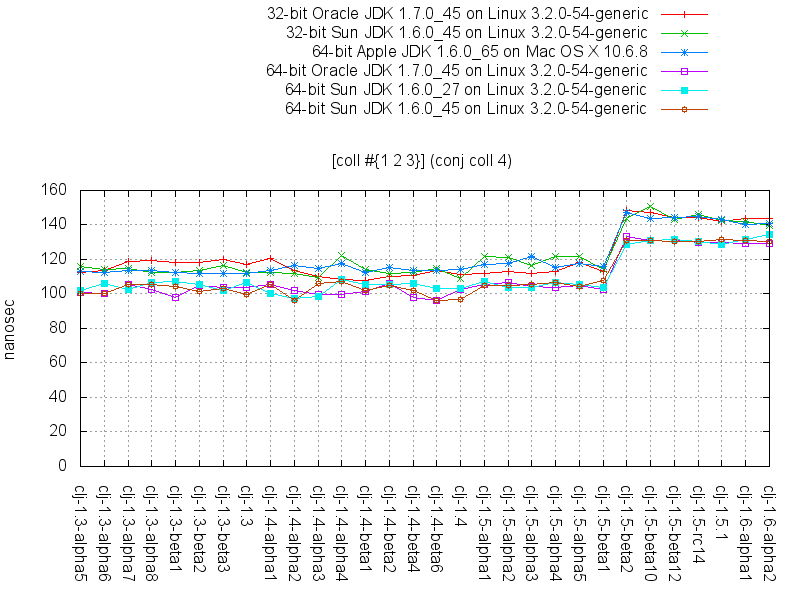 32-bit Oracle JDK 1.7.0_45 on Linux 3.2.0-54-generic
32-bit Sun JDK 1.6.0_45 on Linux 3.2.0-54-generic
64-bit Apple JDK 1.6.0_65 on Mac OS X 10.6.8
64-bit Oracle JDK 1.7.0_45 on Linux 3.2.0-54-generic
64-bit Sun JDK 1.6.0_27 on Linux 3.2.0-54-generic
64-bit Sun JDK 1.6.0_45 on Linux 3.2.0-54-generic
[coll #{1 2 3}] (conj coll 4)
160
140
120
100
80
60
40
20
0
nanosec
clj-1.3-alpha5
clj-1.3-alpha6
clj-1.3-alpha7
clj-1.3-alpha8
clj-1.3-beta1
clj-1.3-beta2
clj-1.3-beta3
clj-1.3
clj-1.4-alpha1
clj-1.4-alpha2
clj-1.4-alpha3
clj-1.4-alpha4
clj-1.4-beta1
clj-1.4-beta2
clj-1.4-beta4
clj-1.4-beta6
clj-1.4
clj-1.5-alpha1
clj-1.5-alpha2
clj-1.5-alpha3
clj-1.5-alpha4
clj-1.5-alpha5
clj-1.5-beta1
clj-1.5-beta2
clj-1.5-beta10
clj-1.5-beta12
clj-1.5-rc14
clj-1.5.1
clj-1.6-alpha1
clj-1.6-alpha2